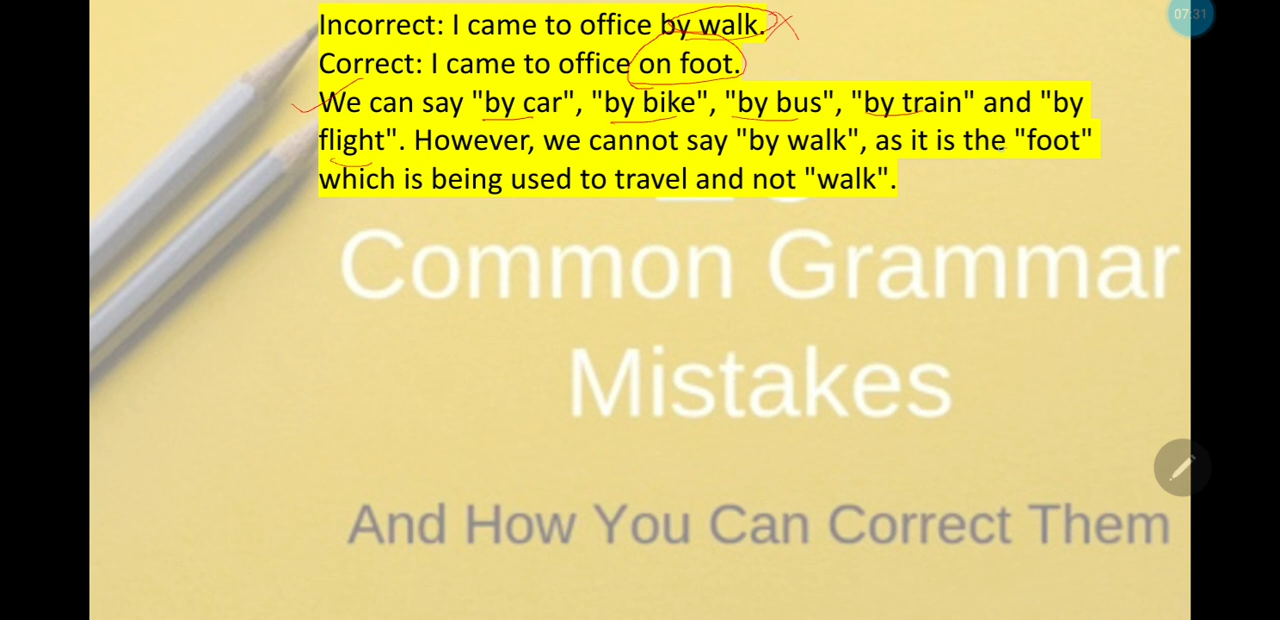 07:31
Incorrect: I came to office by walk.
Correct: I came to office on foot.
We can say "by car", "by bike", "by bus", "by train" and "by
flight". However, we cannot say "by walk", as it is the "foot"
which is being used to travel and not "walk".
Common Grammar
Mistakes
And How You Can Correct Them